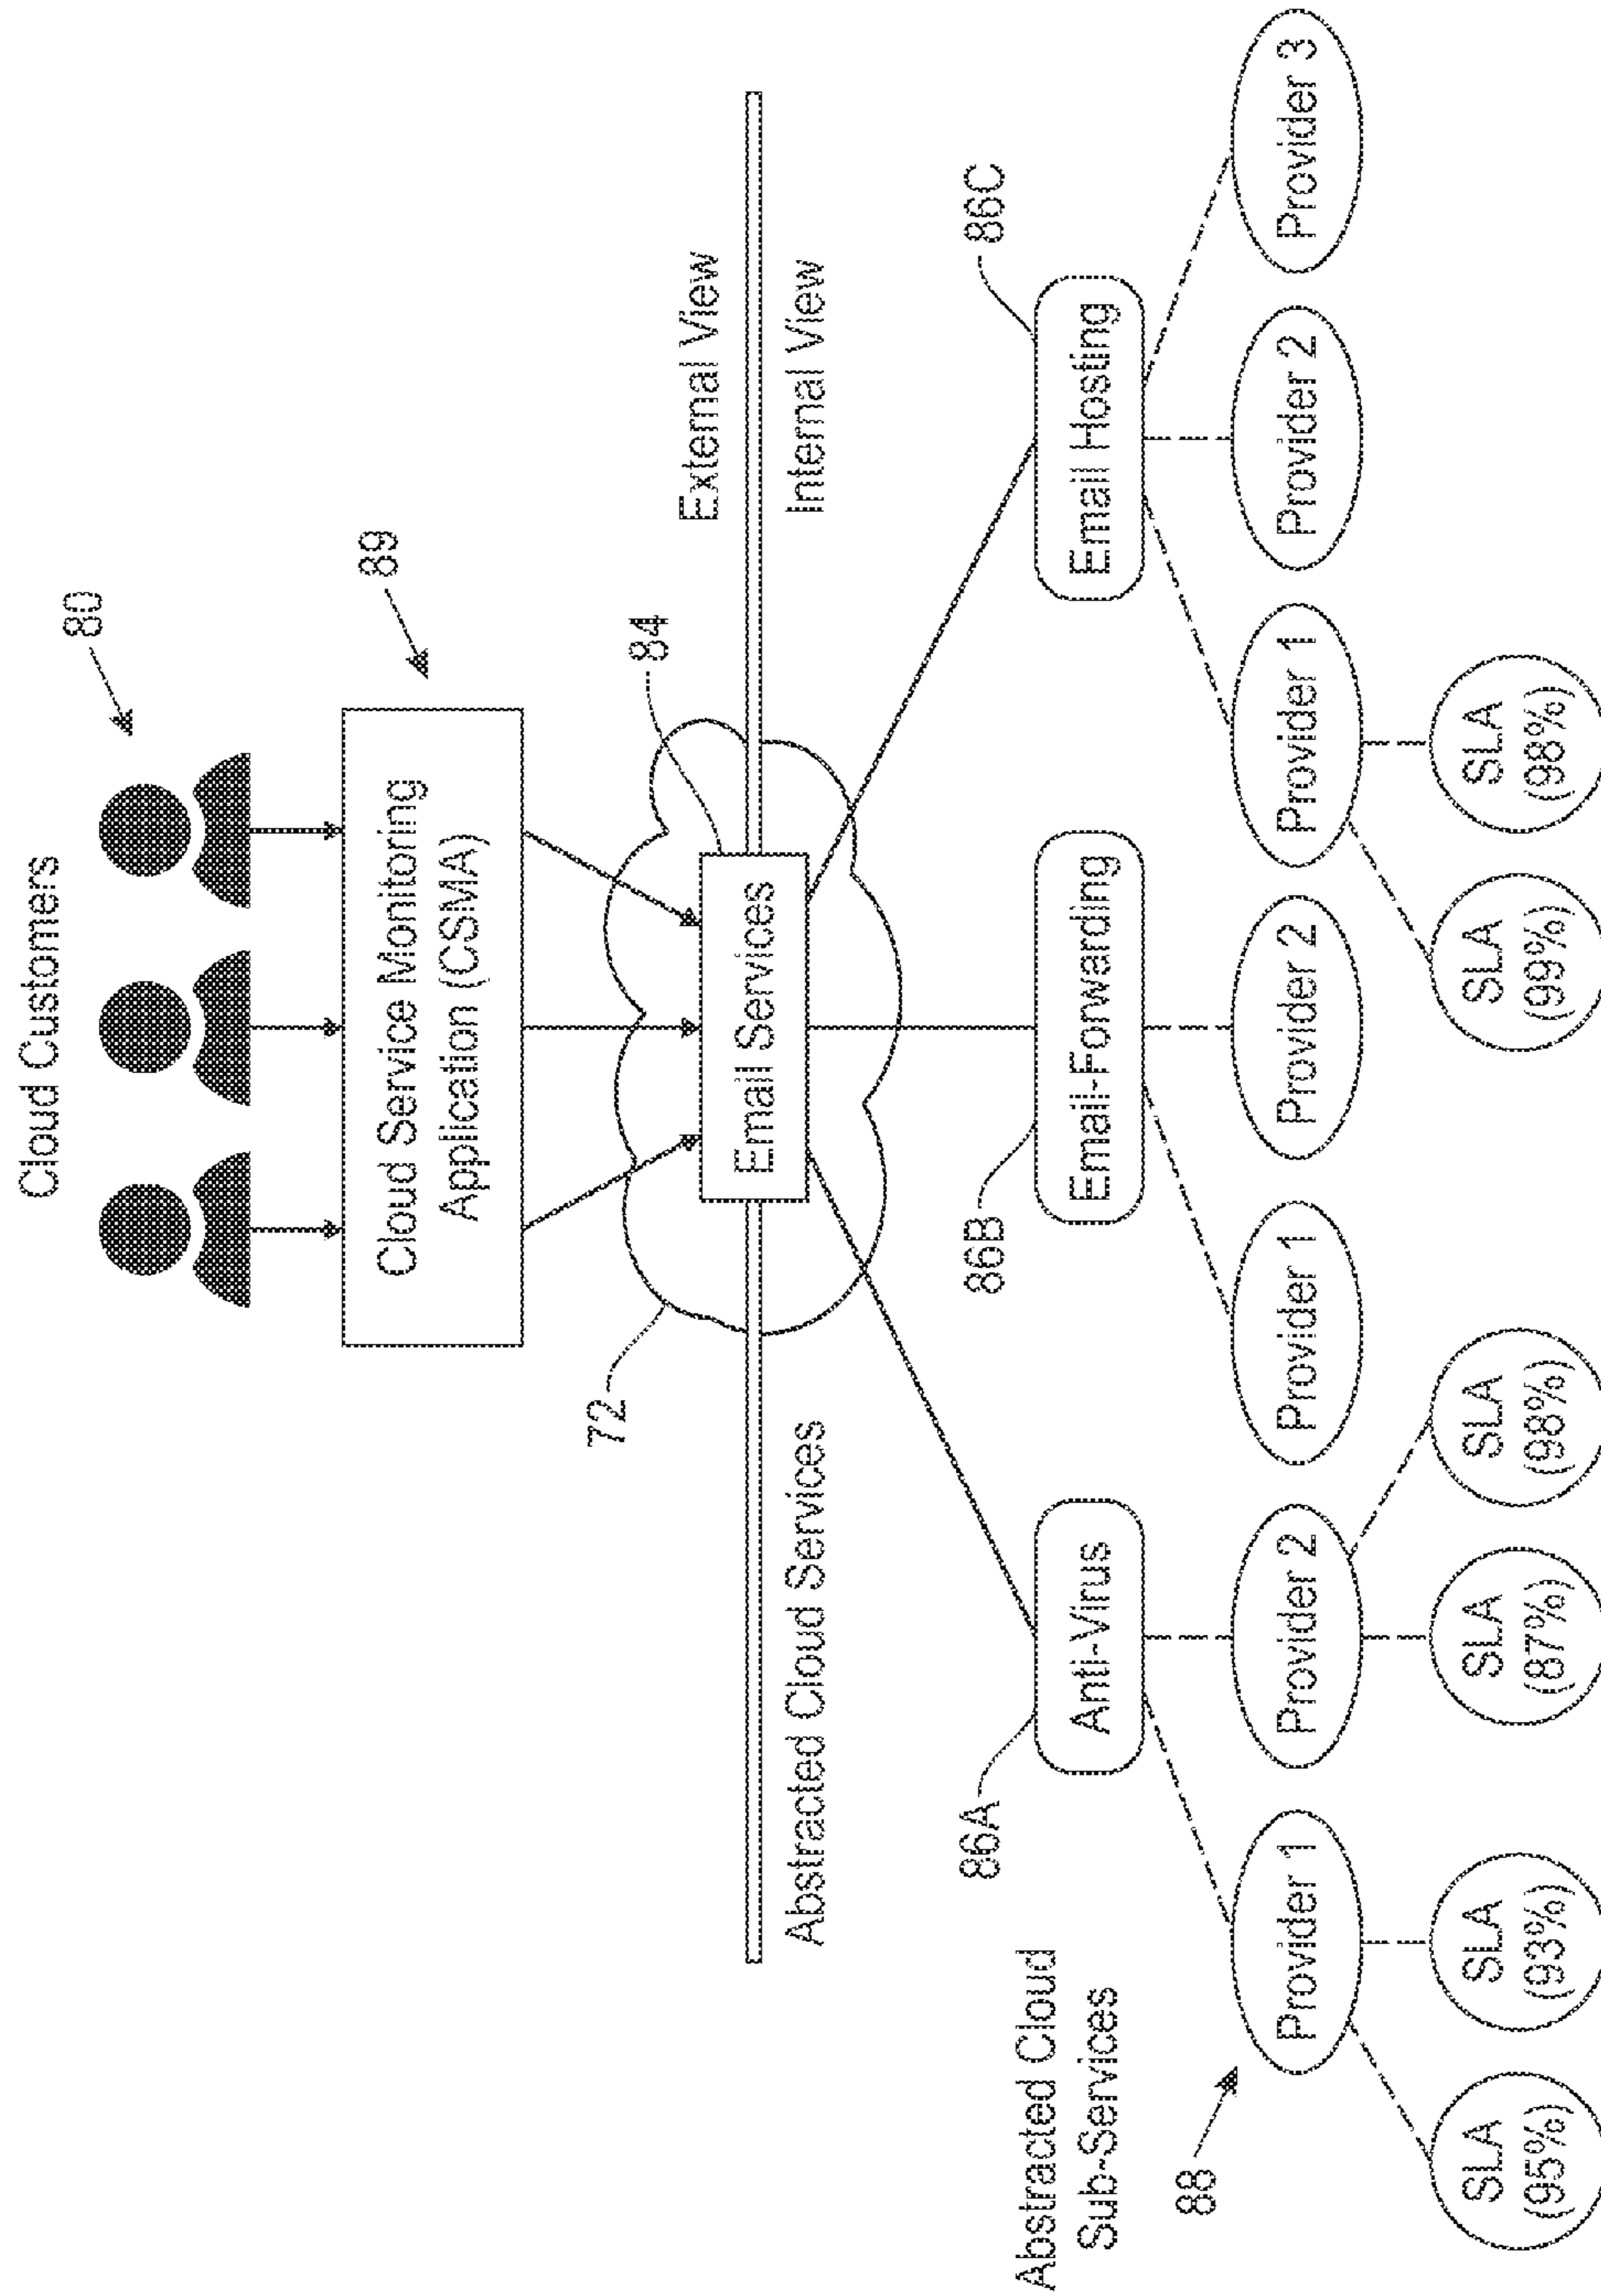 Cloud Customers
80
Cloud Service Monitoring
Application (CSMA)
89
72
84
Email Services
External View
Abstracted Cloud Services
Internal View
86A
86B
86C
Abstracted Cloud
Sub-Services
Anti-Virus
Email-Forwarding
Email Hosting
88
Provider 1
Provider 2
Provider 1
Provider 2
Provider 1
Provider 2
Provider 3
SLA
(95%)
SLA
(93%)
SLA
(87%)
SLA
(98%)
SLA
(99%)
SLA
(98%)